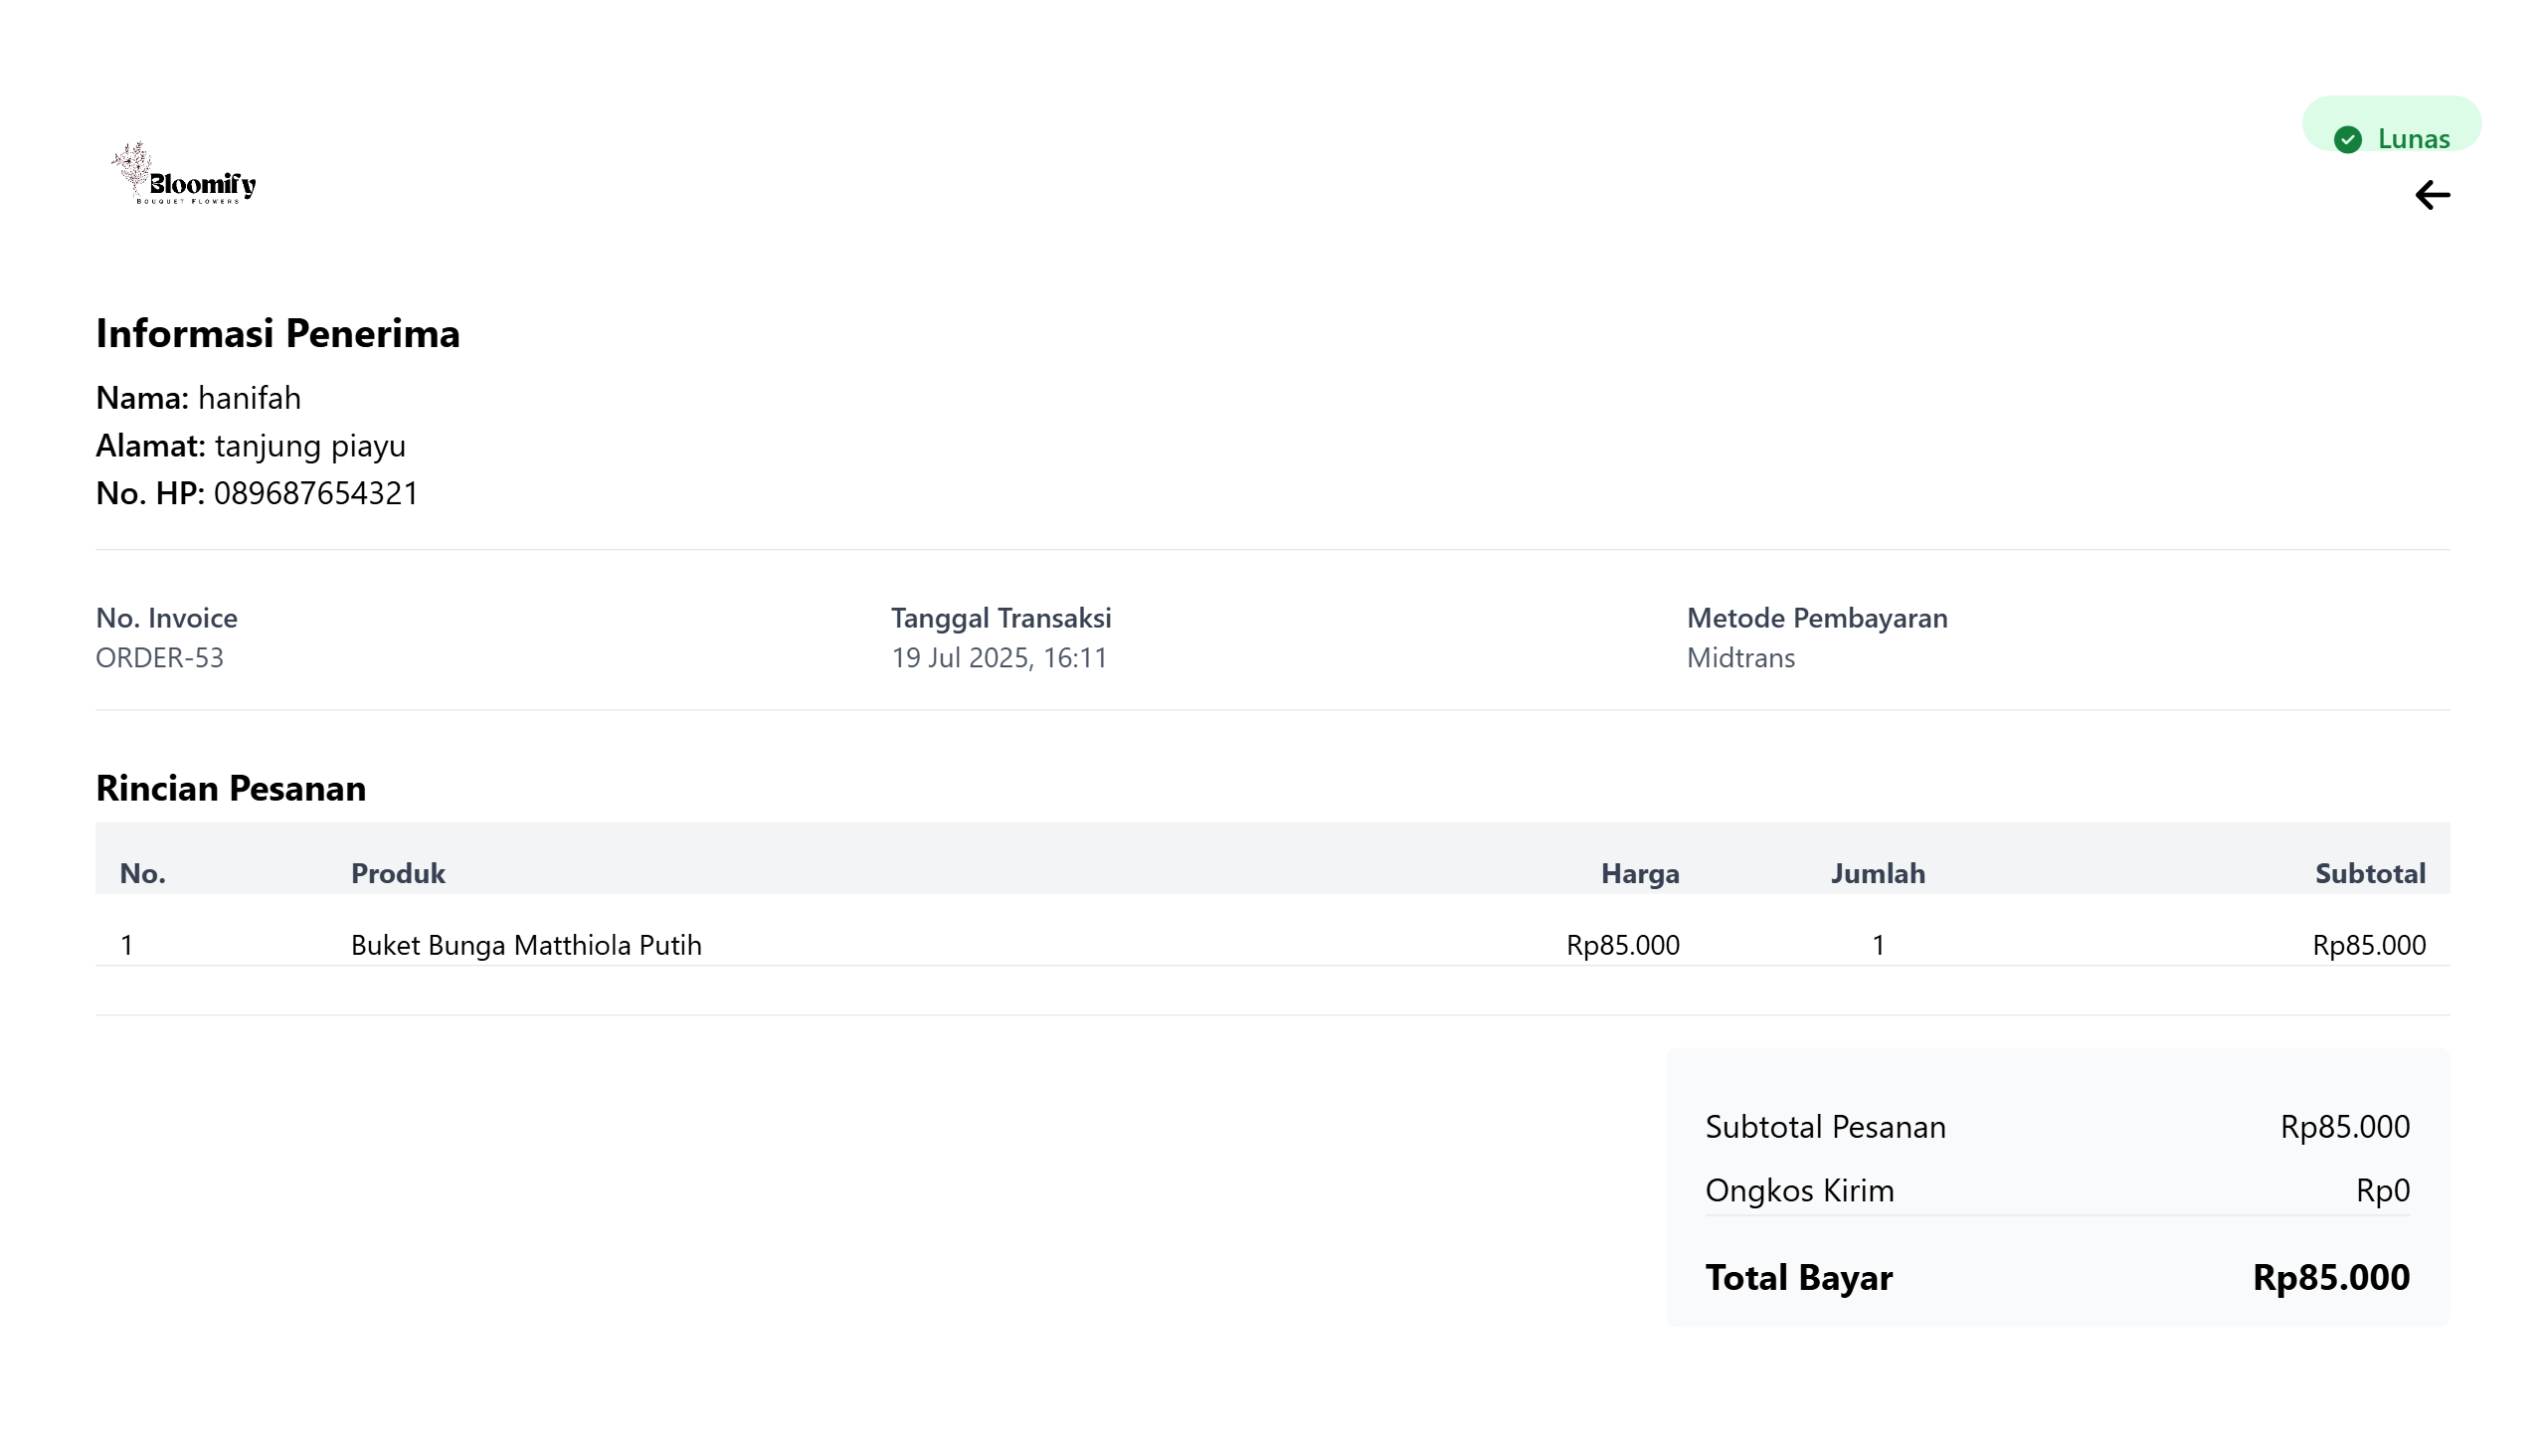 Bloomify
BOUQUET FLOWERS
Lunas
Informasi Penerima
Nama: hanifah
Alamat: tanjung piayu
No. HP: 089687654321
No. Invoice
ORDER-53
Tanggal Transaksi
19 Jul 2025, 16:11
Metode Pembayaran
Midtrans
Rincian Pesanan
No. Produk Harga Jumlah Subtotal
1 Buket Bunga Matthiola Putih Rp85.000 1 Rp85.000
Subtotal Pesanan Rp85.000
Ongkos Kirim Rp0
Total Bayar Rp85.000